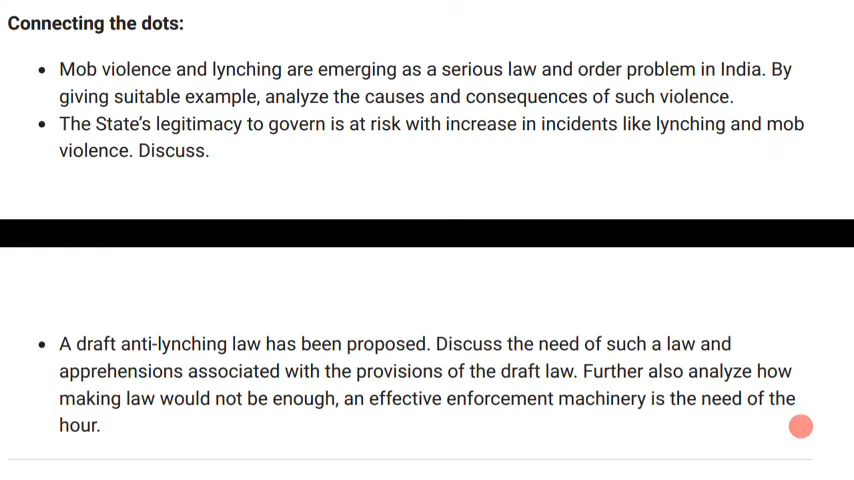 Connecting the dots:
• Mob violence and lynching are emerging as a serious law and order problem in India. By
giving suitable example, analyze the causes and consequences of such violence.
• The State's legitimacy to govern is at risk with increase in incidents like lynching and mob
violence. Discuss.
• A draft anti-lynching law has been proposed. Discuss the need of such a law and
apprehensions associated with the provisions of the draft law. Further also analyze how
making law would not be enough, an effective enforcement machinery is the need of the
hour.